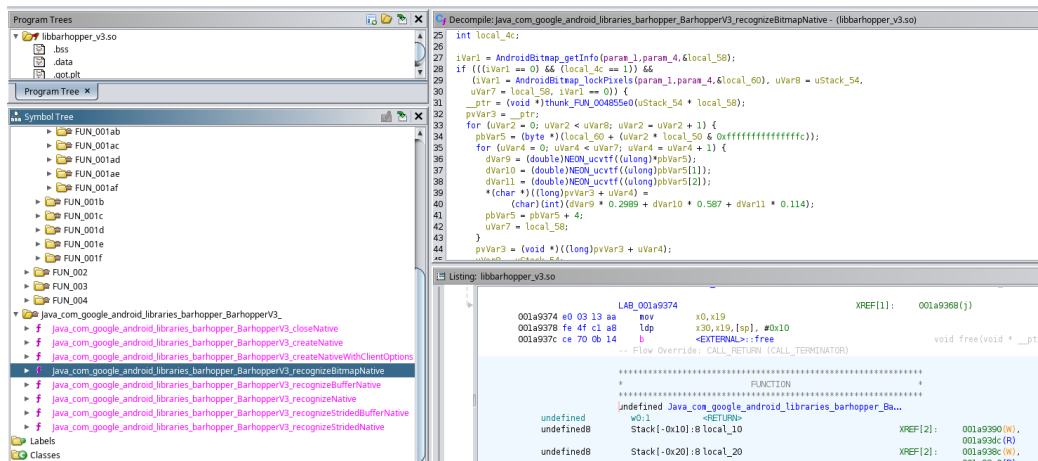 Program Trees
libbarhopper_v3.so
.bss
.data
.got.plt
Program Tree ×
Symbol Tree
FUN_001ab
FUN_001ac
FUN_001ad
FUN_001ae
FUN_001af
FUN_001b
FUN_001c
FUN_001d
FUN_001e
FUN_001f
FUN_002
FUN_003
FUN_004
Java_com_google_android_libraries_barhopper_BarhopperV3_
f Java_com_google_android_libraries_barhopper_BarhopperV3_closeNative
f Java_com_google_android_libraries_barhopper_BarhopperV3_createNative
f Java_com_google_android_libraries_barhopper_BarhopperV3_createNativeWithClientOptions
f Java_com_google_android_libraries_barhopper_BarhopperV3_recognizeBitmapNative
f Java_com_google_android_libraries_barhopper_BarhopperV3_recognizeBufferNative
f Java_com_google_android_libraries_barhopper_BarhopperV3_recognizeNative
f Java_com_google_android_libraries_barhopper_BarhopperV3_recognizeStridedBufferNative
f Java_com_google_android_libraries_barhopper_BarhopperV3_recognizeStridedNative
Labels
Classes
Decompile: Java_com_google_android_libraries_barhopper_BarhopperV3_recognizeBitmapNative - (libbarhopper_v3.so)
25 int local_4c;
26
27 iVar1 = AndroidBitmap_getInfo(param_1,param_4,&local_58);
28 if (((iVar1 == 0) && (local_4c == 1)) &&
29 (iVar1 = AndroidBitmap_lockPixels(param_1,param_4,&local_60), uVar8 = uStack_54,
30 uVar7 = local_58, iVar1 == 0)) {
31 __ptr = (void *)thunk_FUN_004855e0(uStack_54 * local_58);
32 pvVar3 = __ptr;
33 for (uVar2 = 0; uVar2 < uVar8; uVar2 = uVar2 + 1) {
34 pbVar5 = (byte *)(local_60 + (uVar2 * local_50 & 0xfffffffffffffffc));
35 for (uVar4 = 0; uVar4 < uVar7; uVar4 = uVar4 + 1) {
36 dVar9 = (double)NEON_ucvtf((ulong)*pbVar5);
37 dVar10 = (double)NEON_ucvtf((ulong)pbVar5[1]);
38 dVar11 = (double)NEON_ucvtf((ulong)pbVar5[2]);
39 *(char *)((long)pvVar3 + uVar4) =
40 (char)(int)(dVar9 * 0.2989 + dVar10 * 0.587 + dVar11 * 0.114);
41 pbVar5 = pbVar5 + 4;
42 uVar7 = local_58;
43 }
44 pvVar3 = (void *)((long)pvVar3 + uVar4);
45 uVar8 = uStack_54;
Listing: libbarhopper_v3.so
LAB_001a9374 XREF[1]: 001a9368(j)
001a9374 e0 03 13 aa mov x0,x19
001a9378 fe 4f c1 a8 ldp x30,x19,[sp], #0x10
001a937c ce 70 0b 14 b <EXTERNAL>::free void free(void * __pt
-- Flow Override: CALL_RETURN (CALL_TERMINATOR)
**************************************************************
* FUNCTION *
**************************************************************
undefined Java_com_google_android_libraries_barhopper_Ba...
undefined w0:1 <RETURN>
undefined8 Stack[-0x10]:8 local_10 XREF[2]: 001a9390(W),
001a93dc(R)
undefined8 Stack[-0x20]:8 local_20 XREF[2]: 001a938c(W),